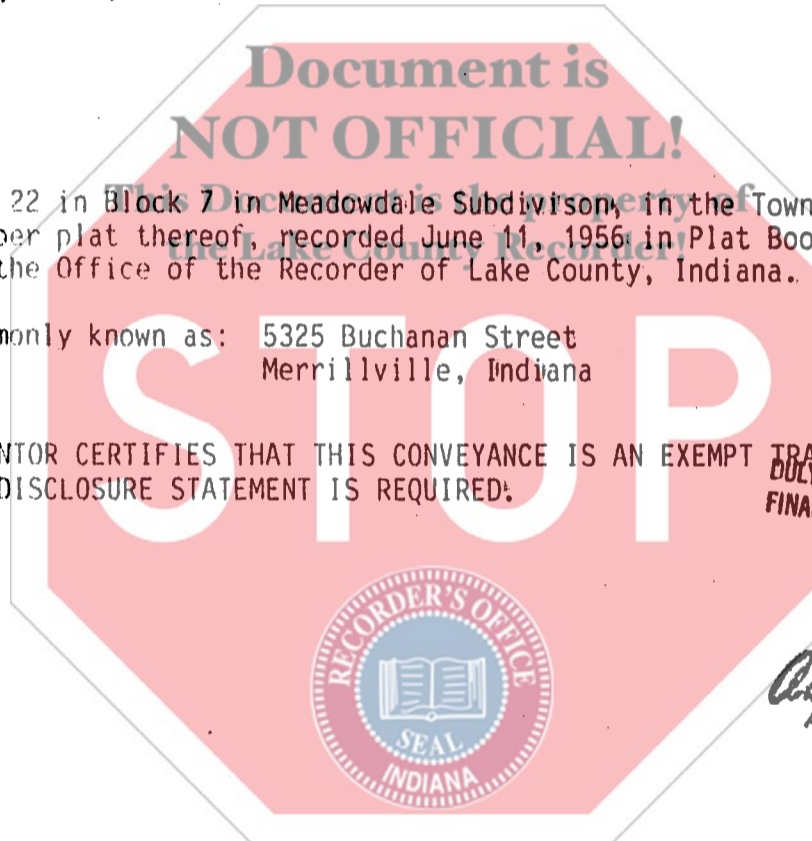 Document is
NOT OFFICIAL!
This Document is the property of
the Lake County Recorder!
22 in Block 7 in Meadowdale Subdivison, in the Town
per plat thereof, recorded June 11, 1956 in Plat Boo
the Office of the Recorder of Lake County, Indiana.
monly known as: 5325 Buchanan Street
Merrillville, Indiana
STOP
NTOR CERTIFIES THAT THIS CONVEYANCE IS AN EXEMPT TRA
DISCLOSURE STATEMENT IS REQUIRED.
DULY
FINA
RECORDER'S OFFICE
SEAL
INDIANA